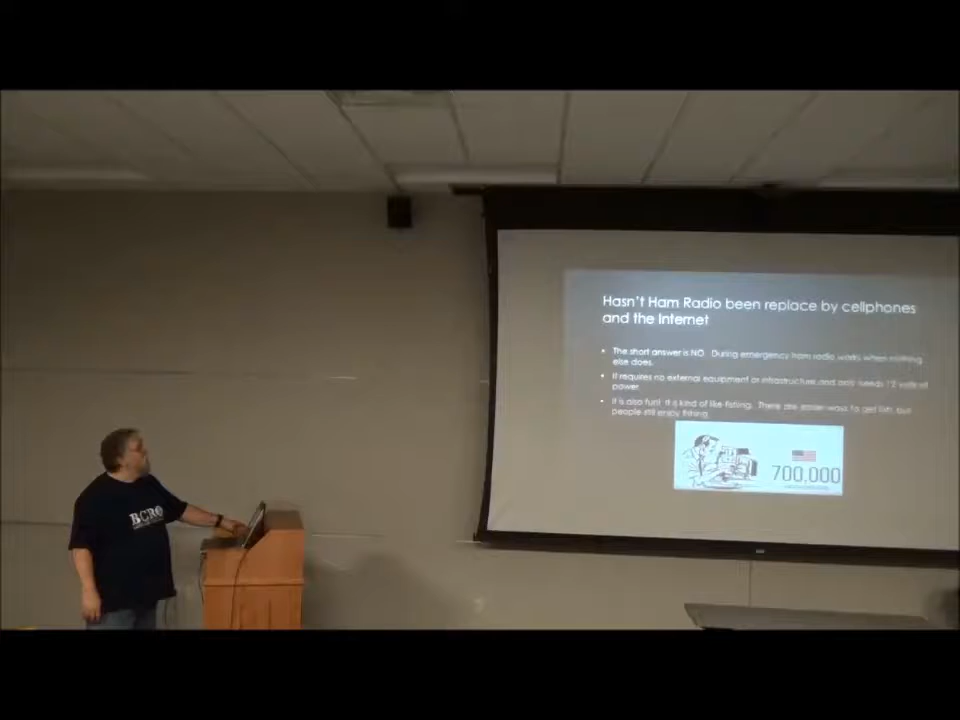 Hasn't Ham Radio been replace by cellphones
and the Internet
The short answer is NO. During emergency ham radio works when nothing
else does.
It requires no external equipment or infrastructure and only needs 12 volts of
power.
It is also fun! It is kind of like fishing. There are easier ways to get fish, but
people still enjoy fishing.
700,000
BCRO